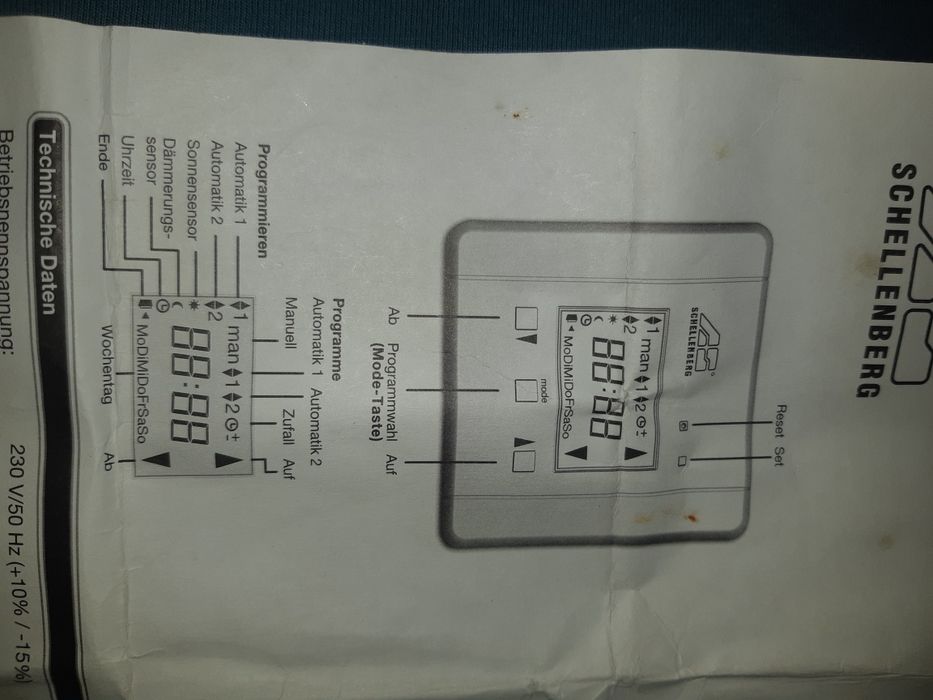 SCHELLENBERG
Reset Set
SCHELLENBERG
1 man 1 2
2
88:88
MoDiMiDoFrSaSo
mode
Ab Programmwahl Auf
(Mode-Taste)
Programme
Automatik 1 Automatik 2
Manuell Zufall Auf
Programmieren
Automatik 1
Automatik 2
Sonnensensor
Dämmerungs-
sensor
Uhrzeit
Ende
1 man 1 2
2
88:88
MoDiMiDoFrSaSo
Wochentag Ab
Technische Daten
Betriebsnennspannung: 230 V/50 Hz (+10% / -15%)